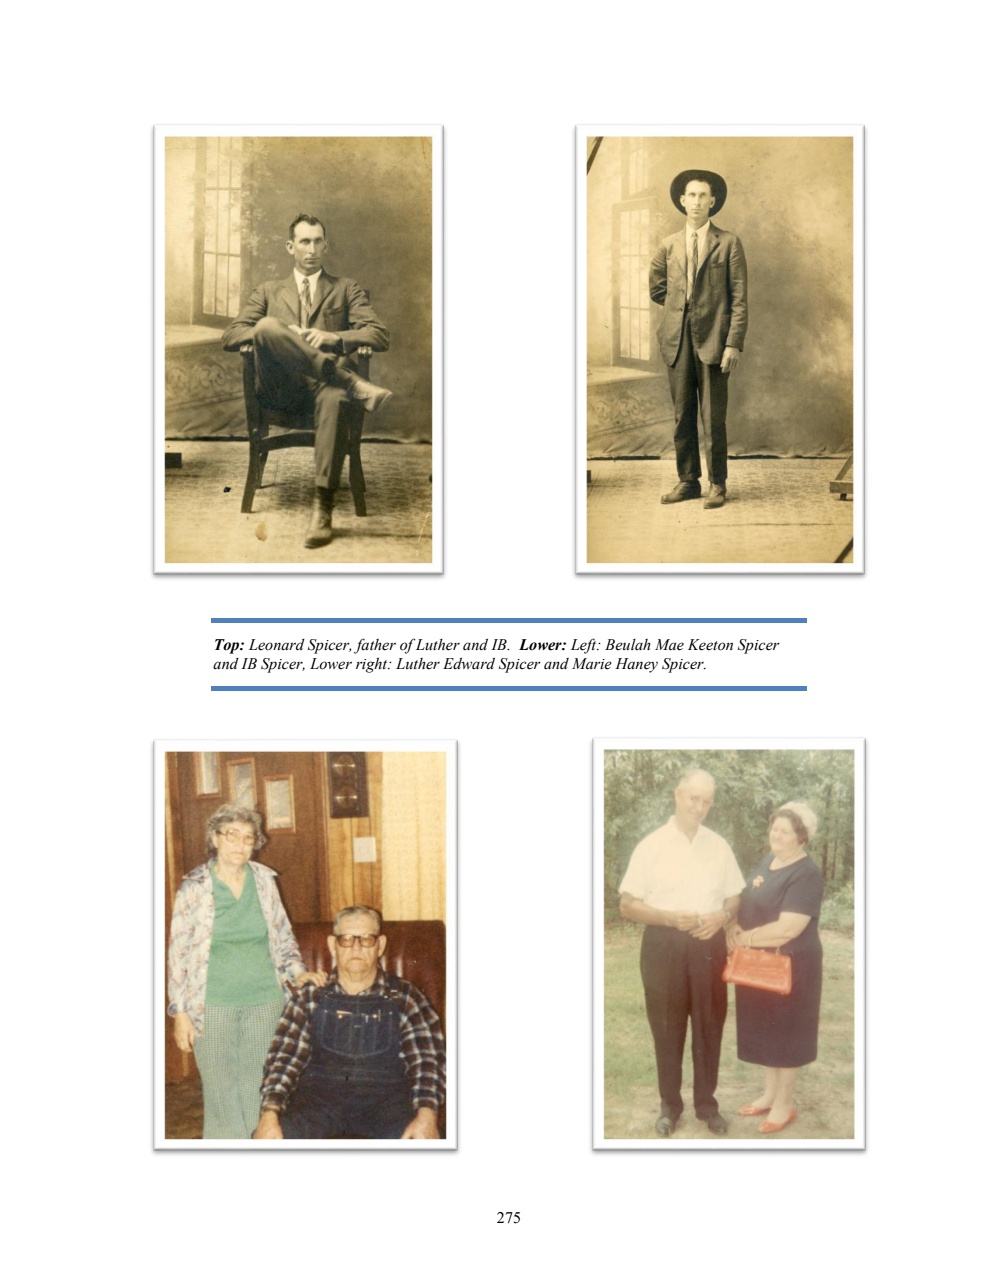 Top: Leonard Spicer, father of Luther and IB.  Lower: Left: Beulah Mae Keeton Spicer
and IB Spicer, Lower right: Luther Edward Spicer and Marie Haney Spicer.
275